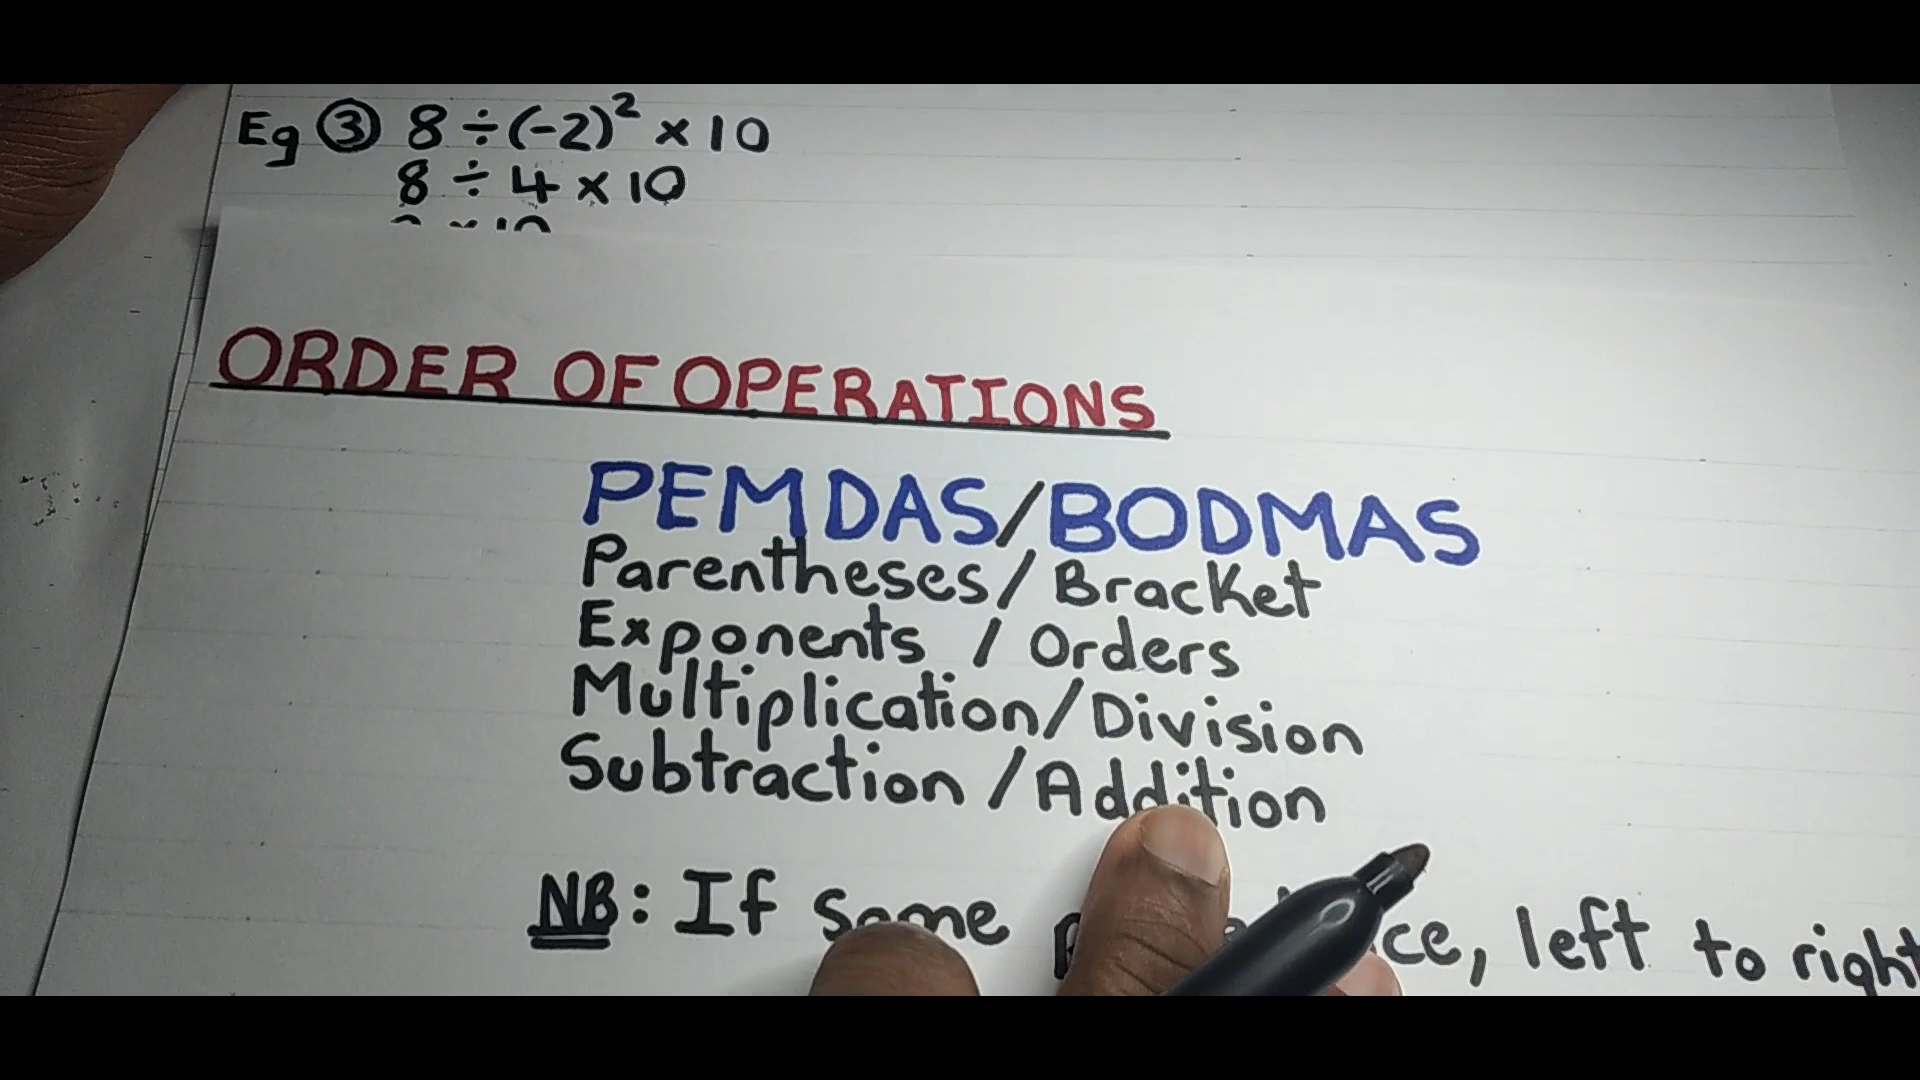 Eg ③ 8 ÷ (-2)² × 10
8 ÷ 4 × 10
ORDER OF OPERATIONS
PEMDAS/BODMAS
Parentheses/Bracket
Exponents / Orders
Multiplication/Division
Subtraction/Addition
NB: If same left to right